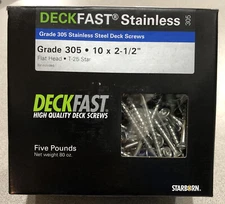 DECKFAST® Stainless 305
Grade 305 Stainless Steel Deck Screws
Grade 305 • 10 x 2-1/2"
Flat Head • T-25 Star
DECKFAST®
HIGH QUALITY DECK SCREWS
Five Pounds
Net weight 80 oz.
STARBORN®